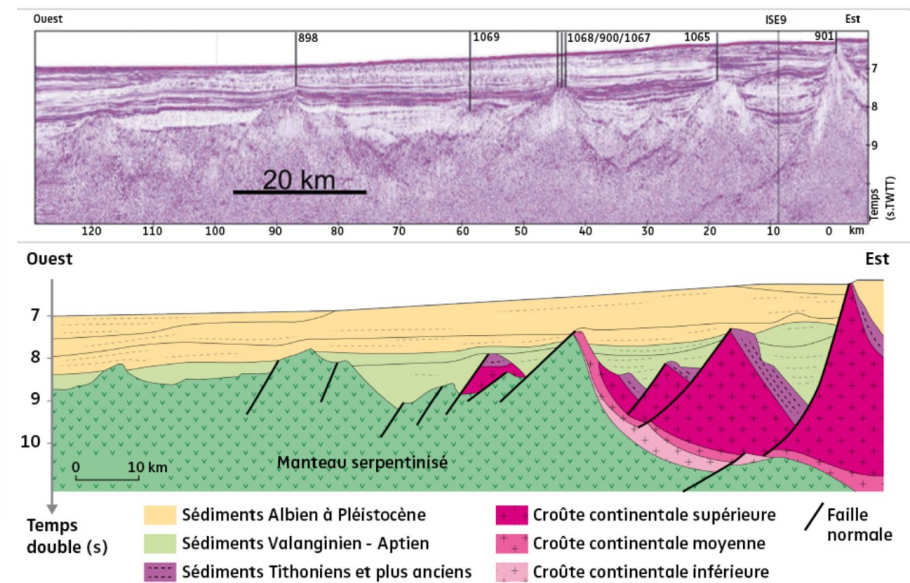 Ouest
ISE9
Est
898
1069
1068/900/1067
1065
901
7
8
9
20 km
Temps
(s.TWTT)
120 110 100 90 80 70 60 50 40 30 20 10 0 km
Ouest
Est
7
8
9
10
0 10 km
Manteau serpentinisé
Temps
double (s)
Sédiments Albien à Pléistocène
Sédiments Valanginien - Aptien
Sédiments Tithoniens et plus anciens
Croûte continentale supérieure
Croûte continentale moyenne
Croûte continentale inférieure
Faille
normale